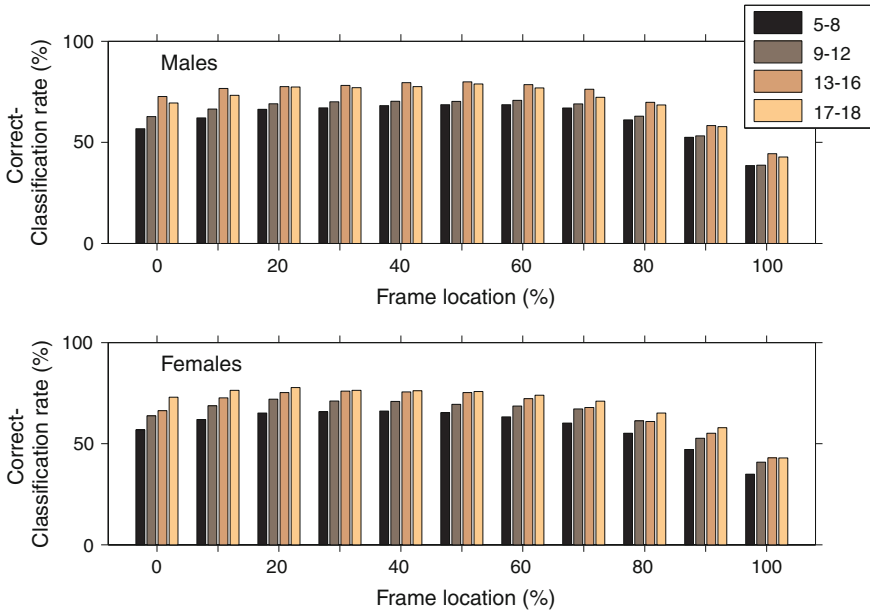 5-8
9-12
13-16
17-18
Males
Correct-
Classification rate (%)
100
50
0
0 20 40 60 80 100
Frame location (%)
Females
Correct-
Classification rate (%)
100
50
0
0 20 40 60 80 100
Frame location (%)